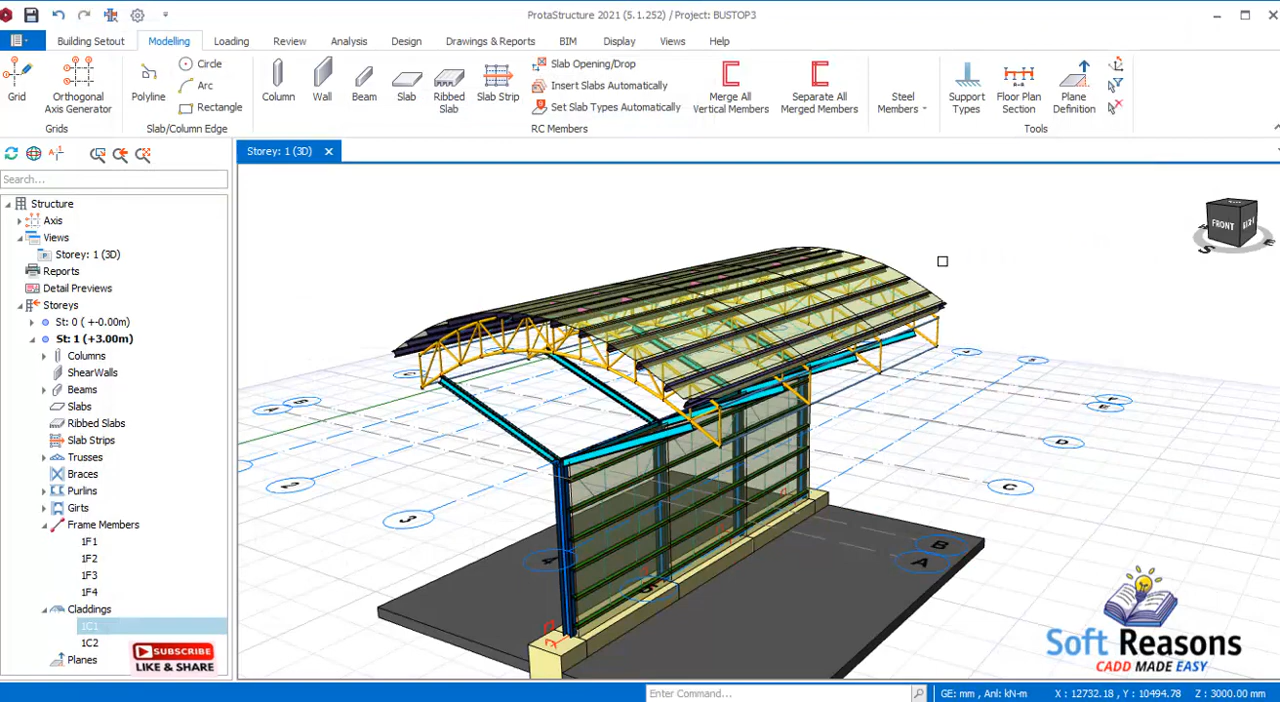 ProtaStructure 2021 (5.1.252) / Project: BUSTOP3
Building Setout
Modelling
Loading
Review
Analysis
Design
Drawings & Reports
BIM
Display
Views
Help
Grid
Orthogonal
Axis Generator
Grids
Polyline
Circle
Arc
Rectangle
Slab/Column Edge
Column
Wall
Beam
Slab
Ribbed
Slab
Slab Strip
Slab Opening/Drop
Insert Slabs Automatically
Set Slab Types Automatically
Merge All
Vertical Members
Separate All
Merged Members
RC Members
Steel
Members
Support
Types
Floor Plan
Section
Plane
Definition
Tools
Storey: 1 (3D)
Search...
Structure
Axis
Views
Storey: 1 (3D)
Reports
Detail Previews
Storeys
St: 0 ( +-0.00m)
St: 1 (+3.00m)
Columns
ShearWalls
Beams
Slabs
Ribbed Slabs
Slab Strips
Trusses
Braces
Purlins
Girts
Frame Members
1F1
1F2
1F3
1F4
Claddings
1C1
1C2
Planes
SUBSCRIBE
LIKE & SHARE
FRONT
S
E
A
B
C
D
E
2
3
4
B
A
Soft Reasons
CADD MADE EASY
Enter Command...
GE: mm , Anl: kN-m
X : 12732.18 , Y : 10494.78
Z : 3000.00 mm